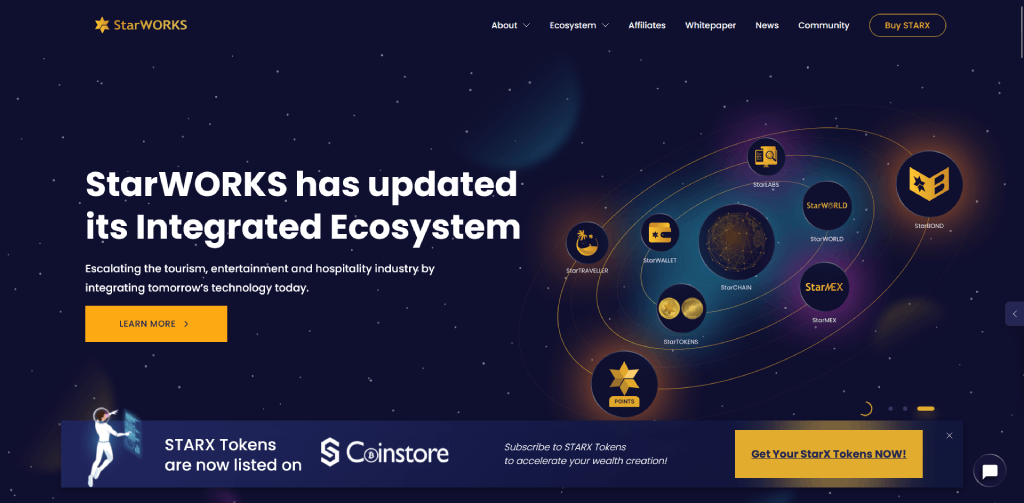 StarWORKS
About
Ecosystem
Affiliates
Whitepaper
News
Community
Buy STARX
StarWORKS has updated
its Integrated Ecosystem
Escalating the tourism, entertainment and hospitality industry by
integrating tomorrow's technology today.
LEARN MORE
StarLABS
StarBOND
StarWORLD
StarWORLD
StarTRAVELLER
StarWALLET
StarCHAIN
StarMEX
StarMEX
StarTOKENS
POINTS
STARX Tokens
are now listed on
Coinstore
Subscribe to STARX Tokens
to accelerate your wealth creation!
Get Your StarX Tokens NOW!